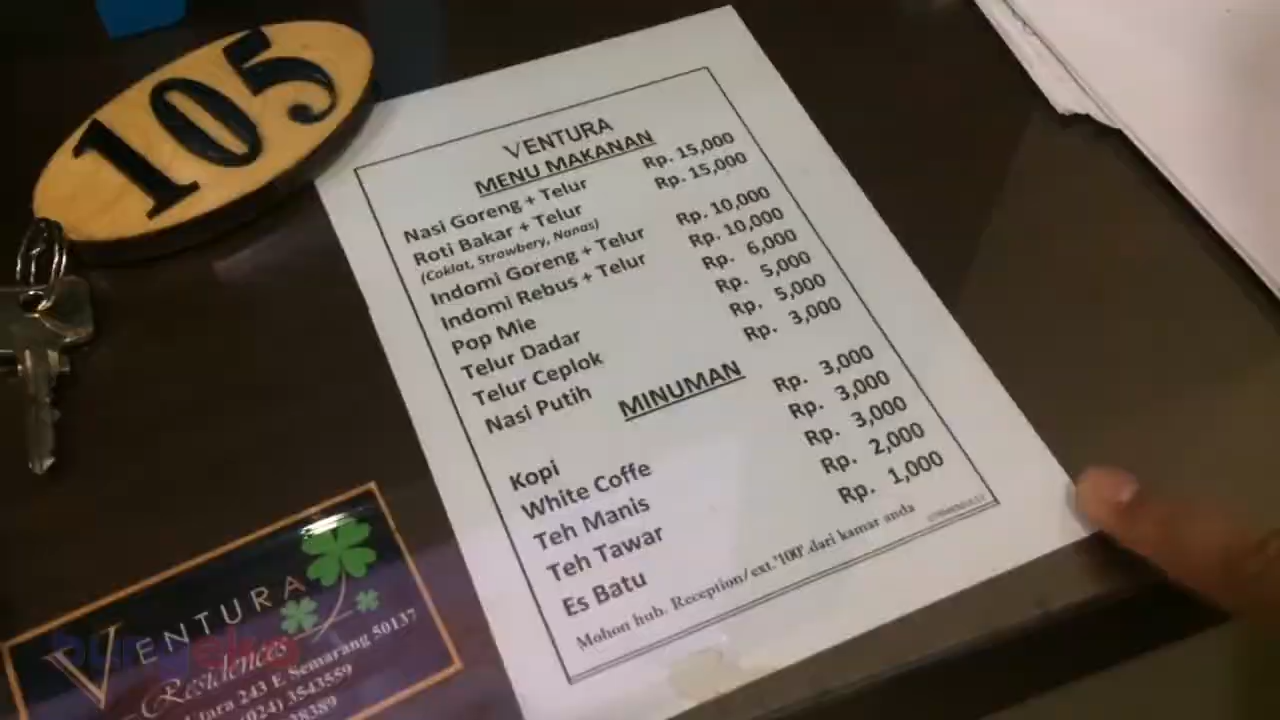 105
VENTURA
MENU MAKANAN
Nasi Goreng + Telur Rp. 15,000
Roti Bakar + Telur Rp. 15,000
(Coklat, Strawbery, Nanas)
Indomi Goreng + Telur Rp. 10,000
Indomi Rebus + Telur Rp. 10,000
Pop Mie Rp. 6,000
Telur Dadar Rp. 5,000
Telur Ceplok Rp. 5,000
Nasi Putih Rp. 3,000
MINUMAN
Kopi Rp. 3,000
White Coffe Rp. 3,000
Teh Manis Rp. 3,000
Teh Tawar Rp. 2,000
Es Batu Rp. 1,000
Mohon hub. Reception/ ext.'100'.dari kamar anda
VENTURA
Residences
243 E Semarang 50137
(024) 3543559
38389